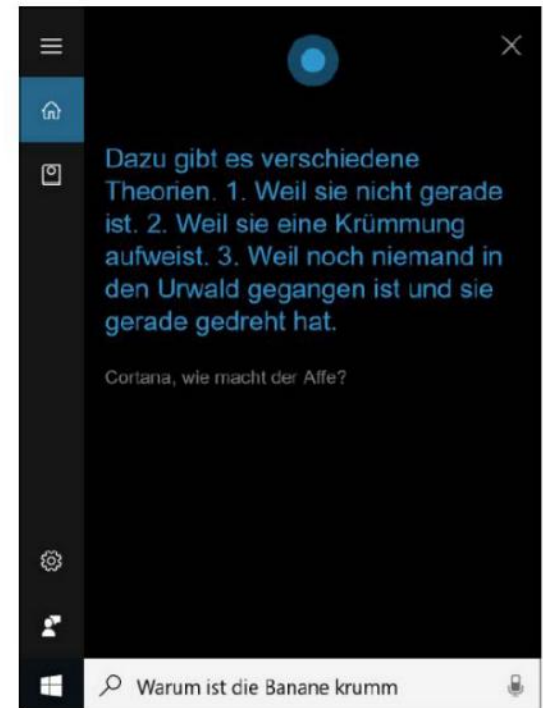 Dazu gibt es verschiedene
Theorien. 1. Weil sie nicht gerade
ist. 2. Weil sie eine Krümmung
aufweist. 3. Weil noch niemand in
den Urwald gegangen ist und sie
gerade gedreht hat.
Cortana, wie macht der Affe?
Warum ist die Banane krumm